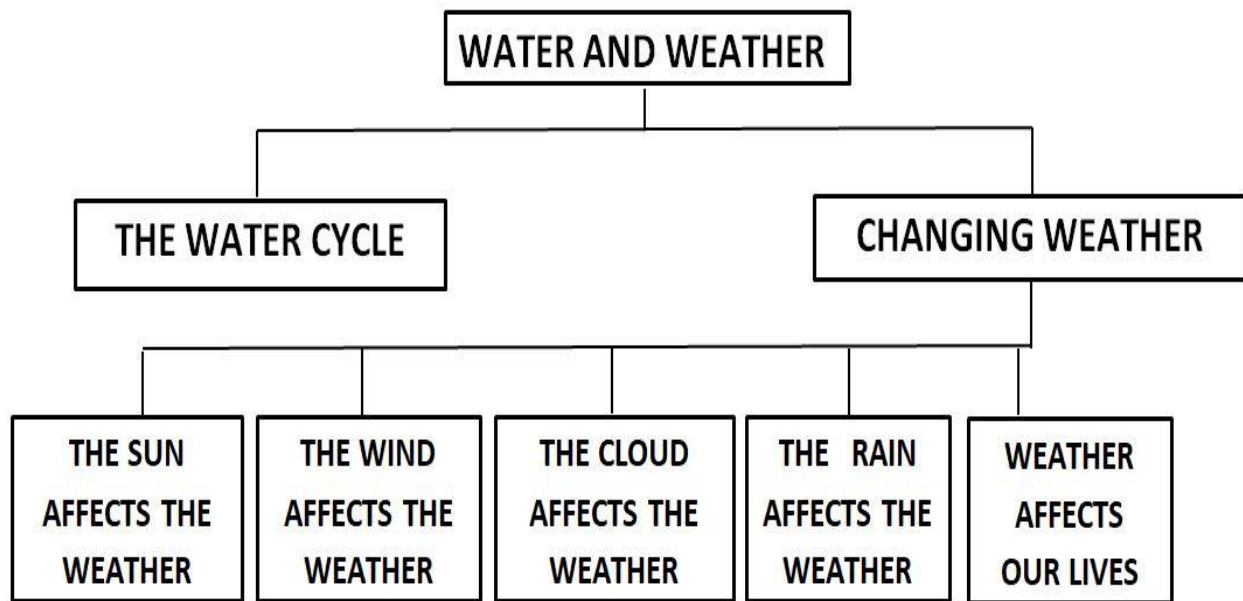 WATER AND WEATHER
THE WATER CYCLE
CHANGING WEATHER
THE SUN
AFFECTS THE
WEATHER
THE WIND
AFFECTS THE
WEATHER
THE CLOUD
AFFECTS THE
WEATHER
THE RAIN
AFFECTS THE
WEATHER
WEATHER
AFFECTS
OUR LIVES